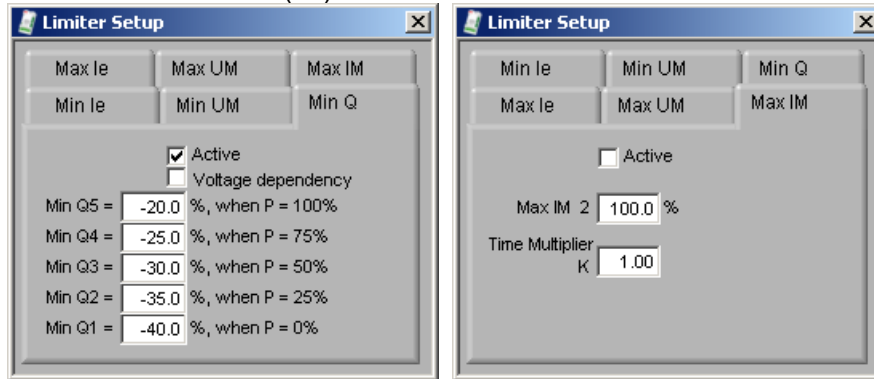 Limiter Setup
Max Ie Max UM Max IM
Min Ie Min UM Min Q
Active
Voltage dependency
Min Q5 = -20.0 %, when P = 100%
Min Q4 = -25.0 %, when P = 75%
Min Q3 = -30.0 %, when P = 50%
Min Q2 = -35.0 %, when P = 25%
Min Q1 = -40.0 %, when P = 0%
Limiter Setup
Min Ie Min UM Min Q
Max Ie Max UM Max IM
Active
Max IM 2 100.0 %
Time Multiplier
K 1.00